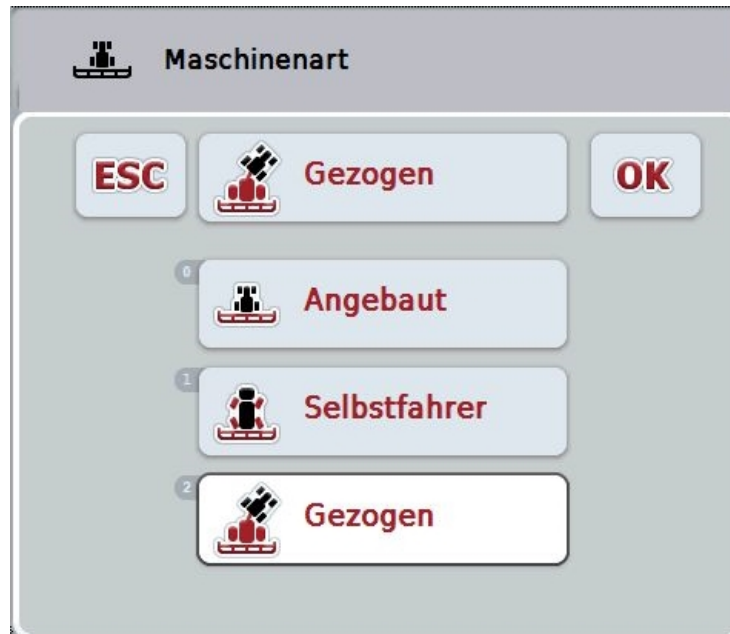 Maschinenart
ESC Gezogen OK
0
Angebaut
1
Selbstfahrer
2
Gezogen